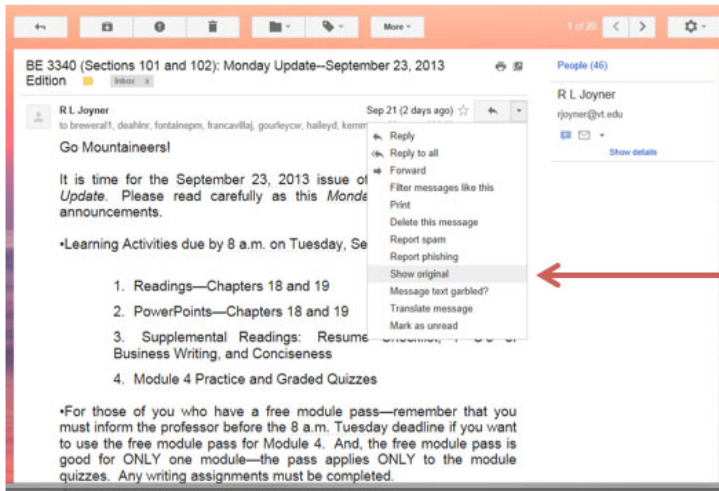 More
1 of 20
BE 3340 (Sections 101 and 102): Monday Update--September 23, 2013
Edition
Inbox x
People (46)
R L Joyner
Sep 21 (2 days ago)
to breweral1, deahlnr, fontainepm, francavillaj, gourleycw, haileyd,
R L Joyner
rjoyner@vt.edu
Show details
Go Mountaineers!
It is time for the September 23, 2013 issue of
Update. Please read carefully as this Monda
announcements.
•Learning Activities due by 8 a.m. on Tuesday, Se
Reply
Reply to all
Forward
Filter messages like this
Print
Delete this message
Report spam
Report phishing
Show original
Message text garbled?
Translate message
Mark as unread
1. Readings—Chapters 18 and 19
2. PowerPoints—Chapters 18 and 19
3. Supplemental Readings: Resume
Business Writing, and Conciseness
4. Module 4 Practice and Graded Quizzes
•For those of you who have a free module pass—remember that you
must inform the professor before the 8 a.m. Tuesday deadline if you want
to use the free module pass for Module 4. And, the free module pass is
good for ONLY one module—the pass applies ONLY to the module
quizzes. Any writing assignments must be completed.